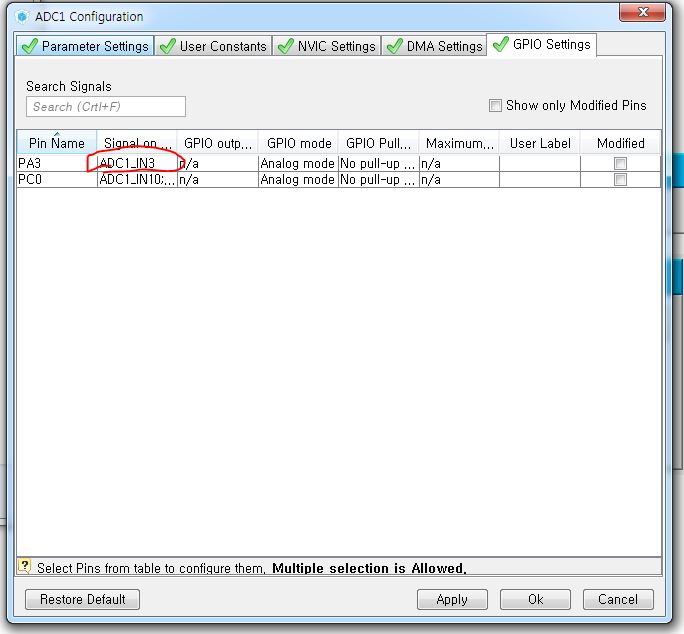 ADC1 Configuration
Parameter Settings User Constants NVIC Settings DMA Settings GPIO Settings
Search Signals
Search (CrtI+F)
Show only Modified Pins
Pin Name Signal on ... GPIO outp... GPIO mode GPIO Pull... Maximum... User Label Modified
PA3 ADC1_IN3 n/a Analog mode No pull-up ... n/a
PC0 ADC1_IN10;... n/a Analog mode No pull-up ... n/a
? Select Pins from table to configure them. Multiple selection is Allowed.
Restore Default Apply Ok Cancel